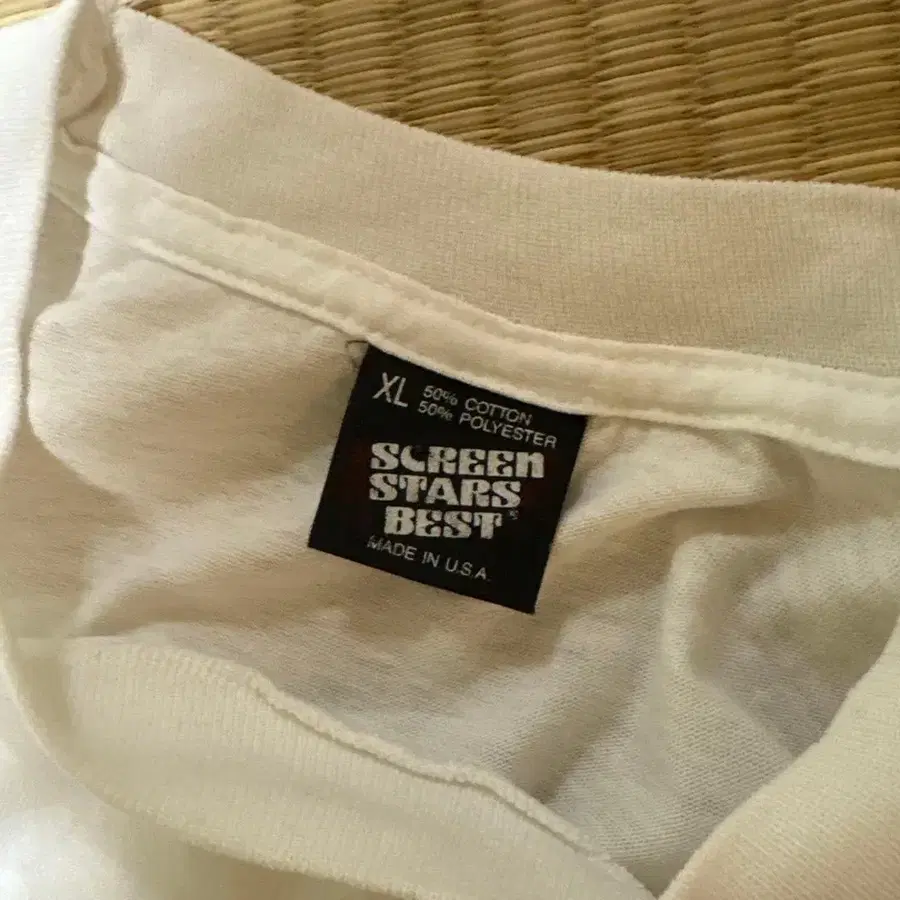 XL 50% COTTON
50% POLYESTER
SCREEN
STARS
BEST
MADE IN U.S.A.